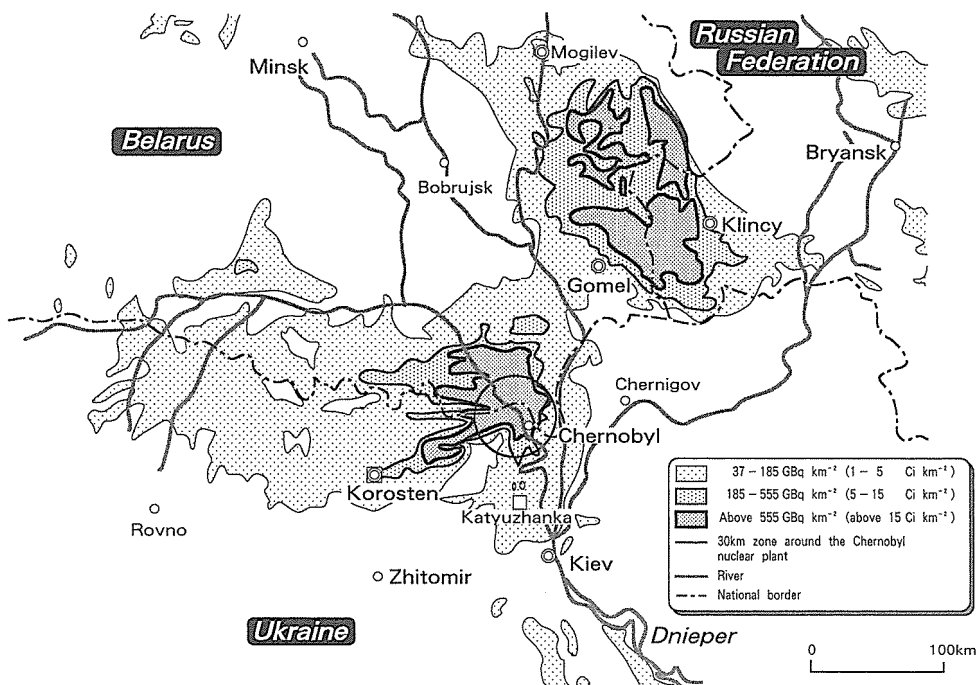 Russian
Federation
Mogilev
Minsk
Belarus
Bryansk
Bobrujsk
Klincy
Gomel
Chernigov
Chernobyl
Korosten
Katyuzhanka
Rovno
Kiev
Zhitomir
Ukraine
Dnieper
37 – 185 GBq km⁻² (1 – 5 Ci km⁻²)
185 – 555 GBq km⁻² (5 – 15 Ci km⁻²)
Above 555 GBq km⁻² (above 15 Ci km⁻²)
30km zone around the Chernobyl
nuclear plant
River
National border
0 100km